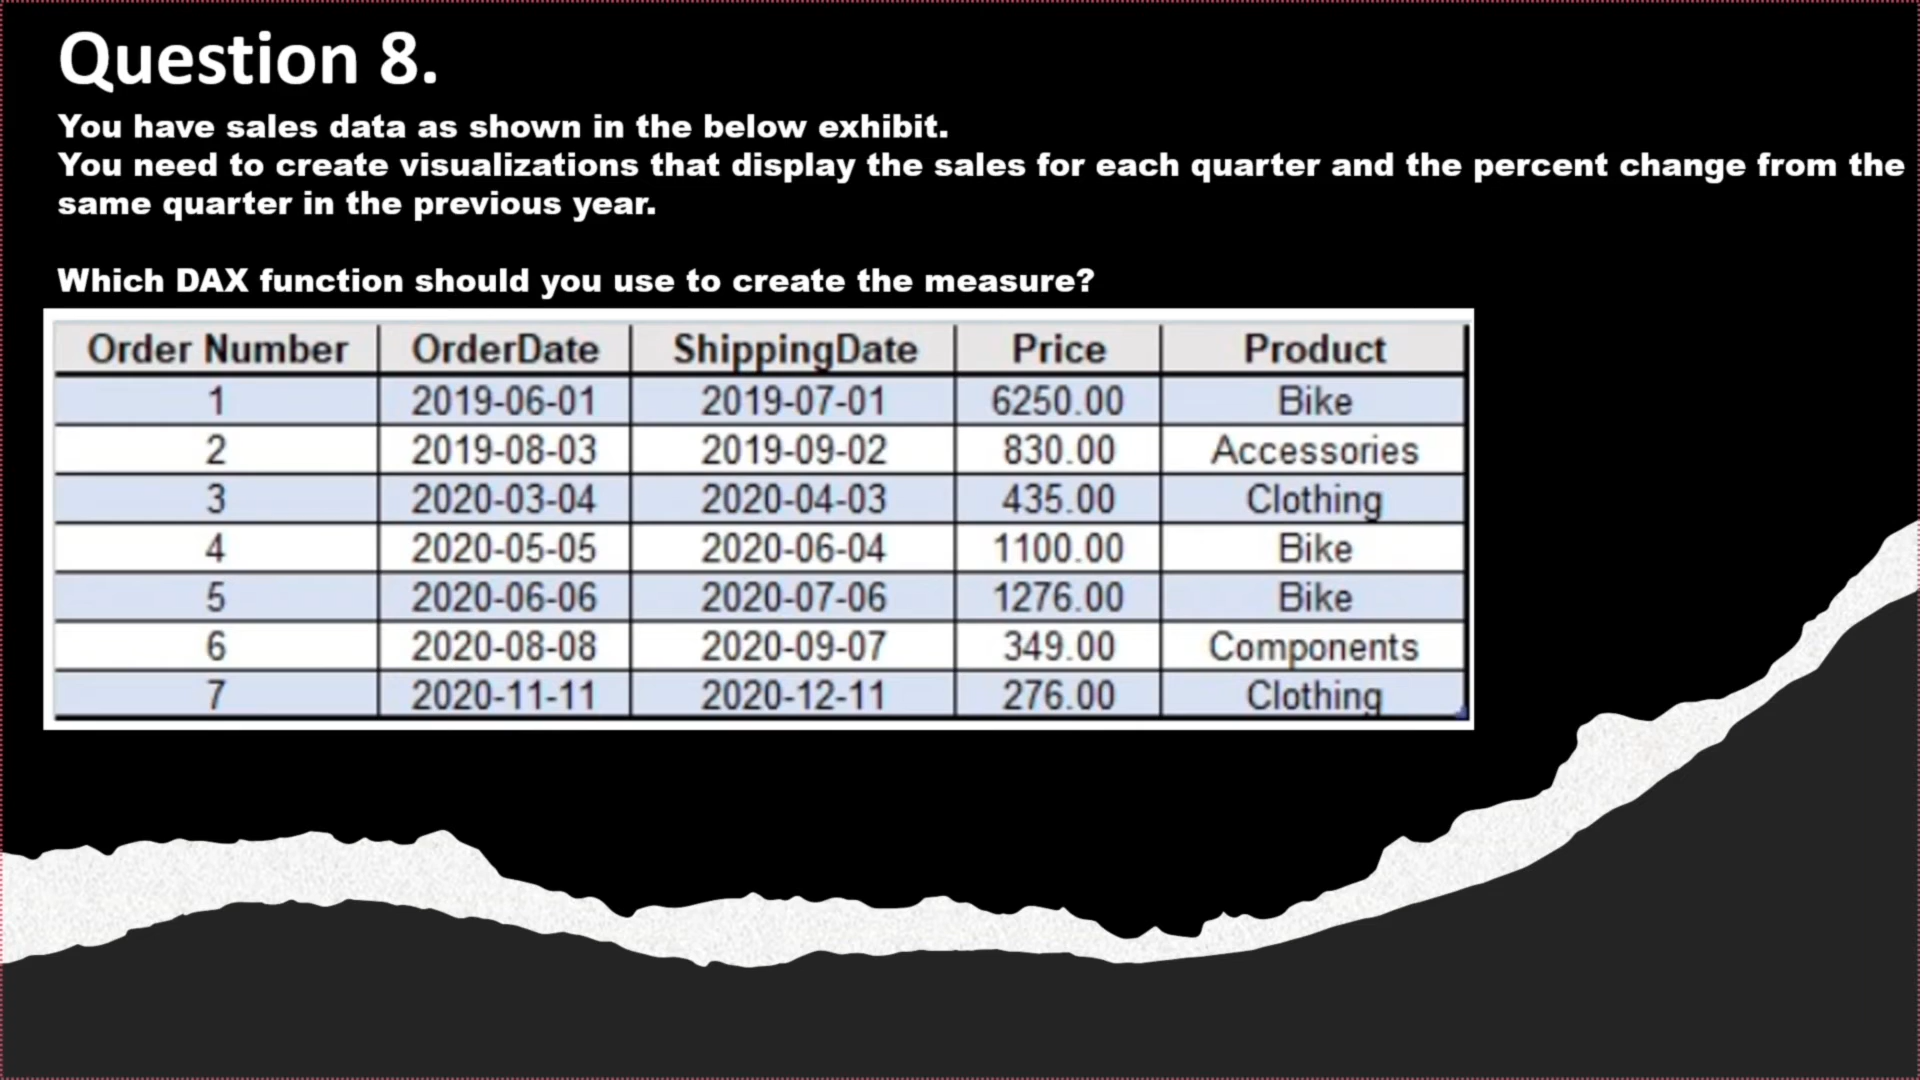 Question 8.
You have sales data as shown in the below exhibit.
You need to create visualizations that display the sales for each quarter and the percent change from the
same quarter in the previous year.
Which DAX function should you use to create the measure?
Order Number OrderDate ShippingDate Price Product
1 2019-06-01 2019-07-01 6250.00 Bike
2 2019-08-03 2019-09-02 830.00 Accessories
3 2020-03-04 2020-04-03 435.00 Clothing
4 2020-05-05 2020-06-04 1100.00 Bike
5 2020-06-06 2020-07-06 1276.00 Bike
6 2020-08-08 2020-09-07 349.00 Components
7 2020-11-11 2020-12-11 276.00 Clothing